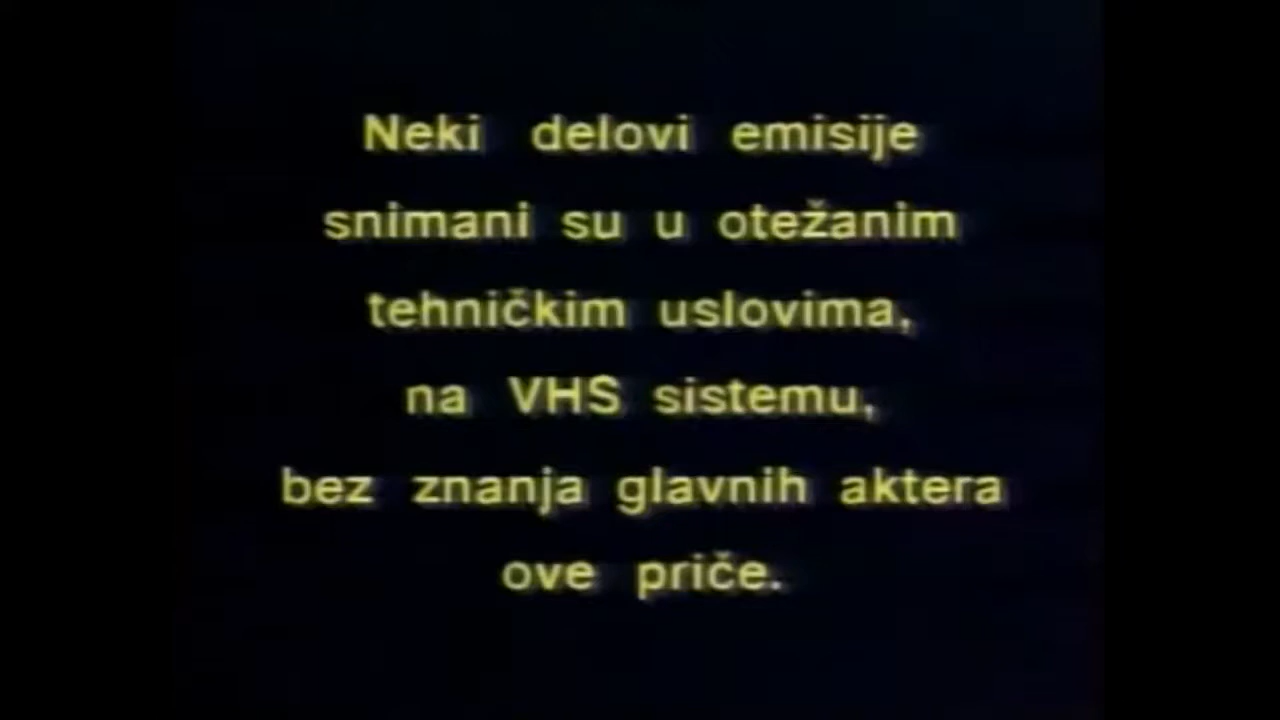 Neki delovi emisije
snimani su u otežanim
tehničkim uslovima,
na VHS sistemu,
bez znanja glavnih aktera
ove priče.